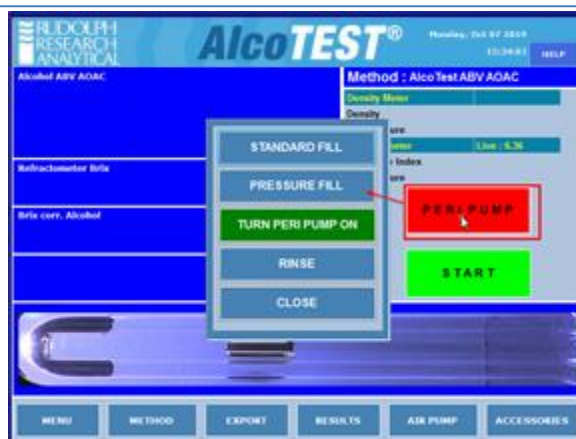 RUDOLPH
RESEARCH
ANALYTICAL
AlcoTEST®
Monday, Oct 07 2019
HELP
Alcohol ABV AOAC
Method : AlcoTest ABV AOAC
Density Meter
Density
Live : 5.36
Index
Refractometer Brix
Brix corr. Alcohol
STANDARD FILL
PRESSURE FILL
TURN PERI PUMP ON
RINSE
CLOSE
PERI PUMP
START
MENU
METHOD
EXPORT
RESULTS
AIR PUMP
ACCESSORIES